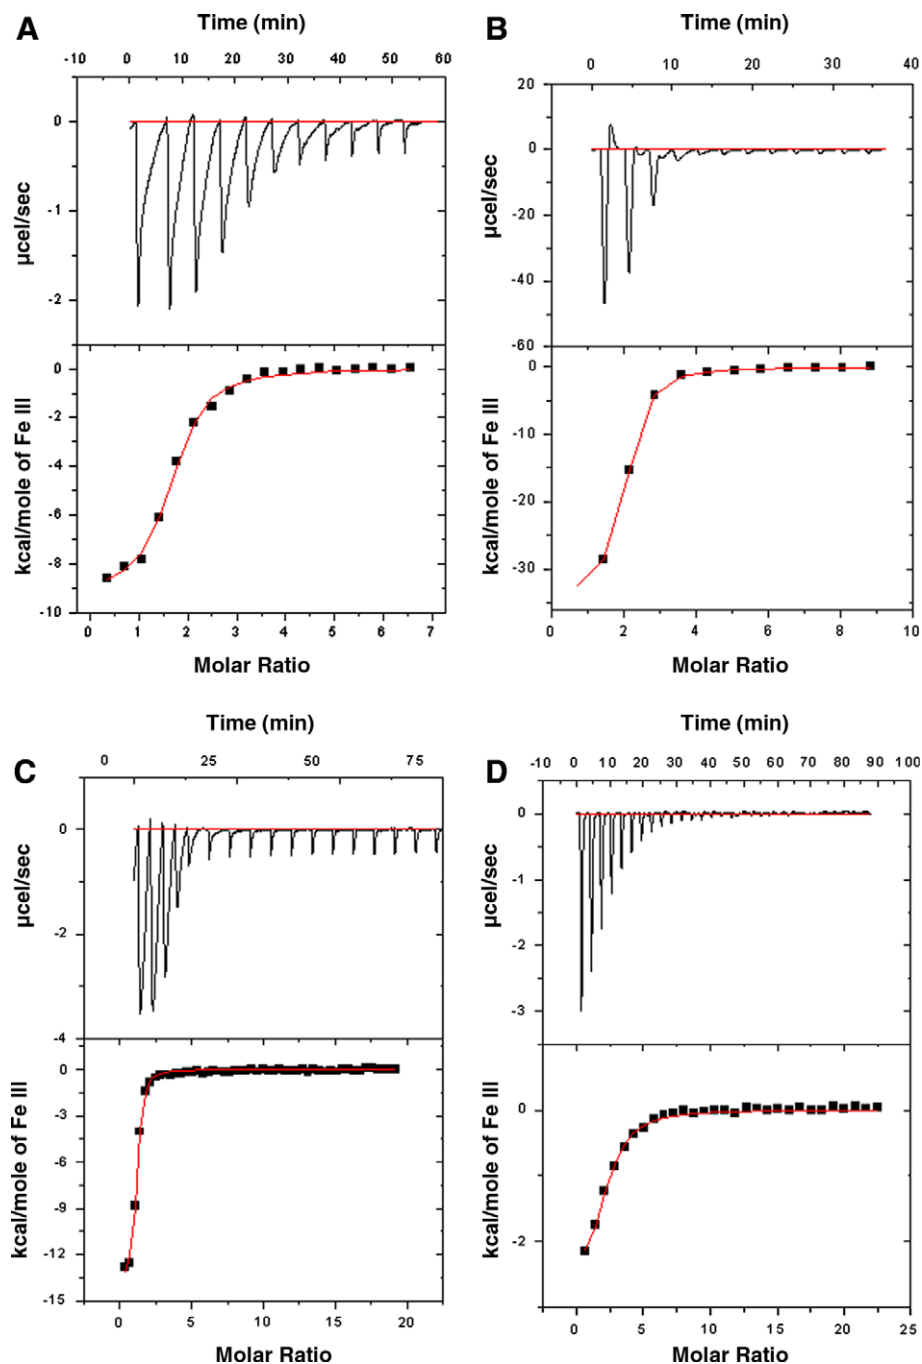 A
Time (min)
-10 0 10 20 30 40 50 60
0
-1
-2
µcel/sec
0
-2
-4
-6
-8
-10
kcal/mole of Fe III
0 1 2 3 4 5 6 7
Molar Ratio
B
Time (min)
0 10 20 30 40
20
0
-20
-40
-60
µcel/sec
0
-10
-20
-30
kcal/mole of Fe III
0 2 4 6 8 10
Molar Ratio
C
Time (min)
0 25 50 75
0
-2
-4
µcel/sec
0
-3
-6
-9
-12
-15
kcal/mole of Fe III
0 5 10 15 20
Molar Ratio
D
Time (min)
-10 0 10 20 30 40 50 60 70 80 90 100
0
-1
-2
-3
µcel/sec
0
-2
kcal/mole of Fe III
0 5 10 15 20 25
Molar Ratio